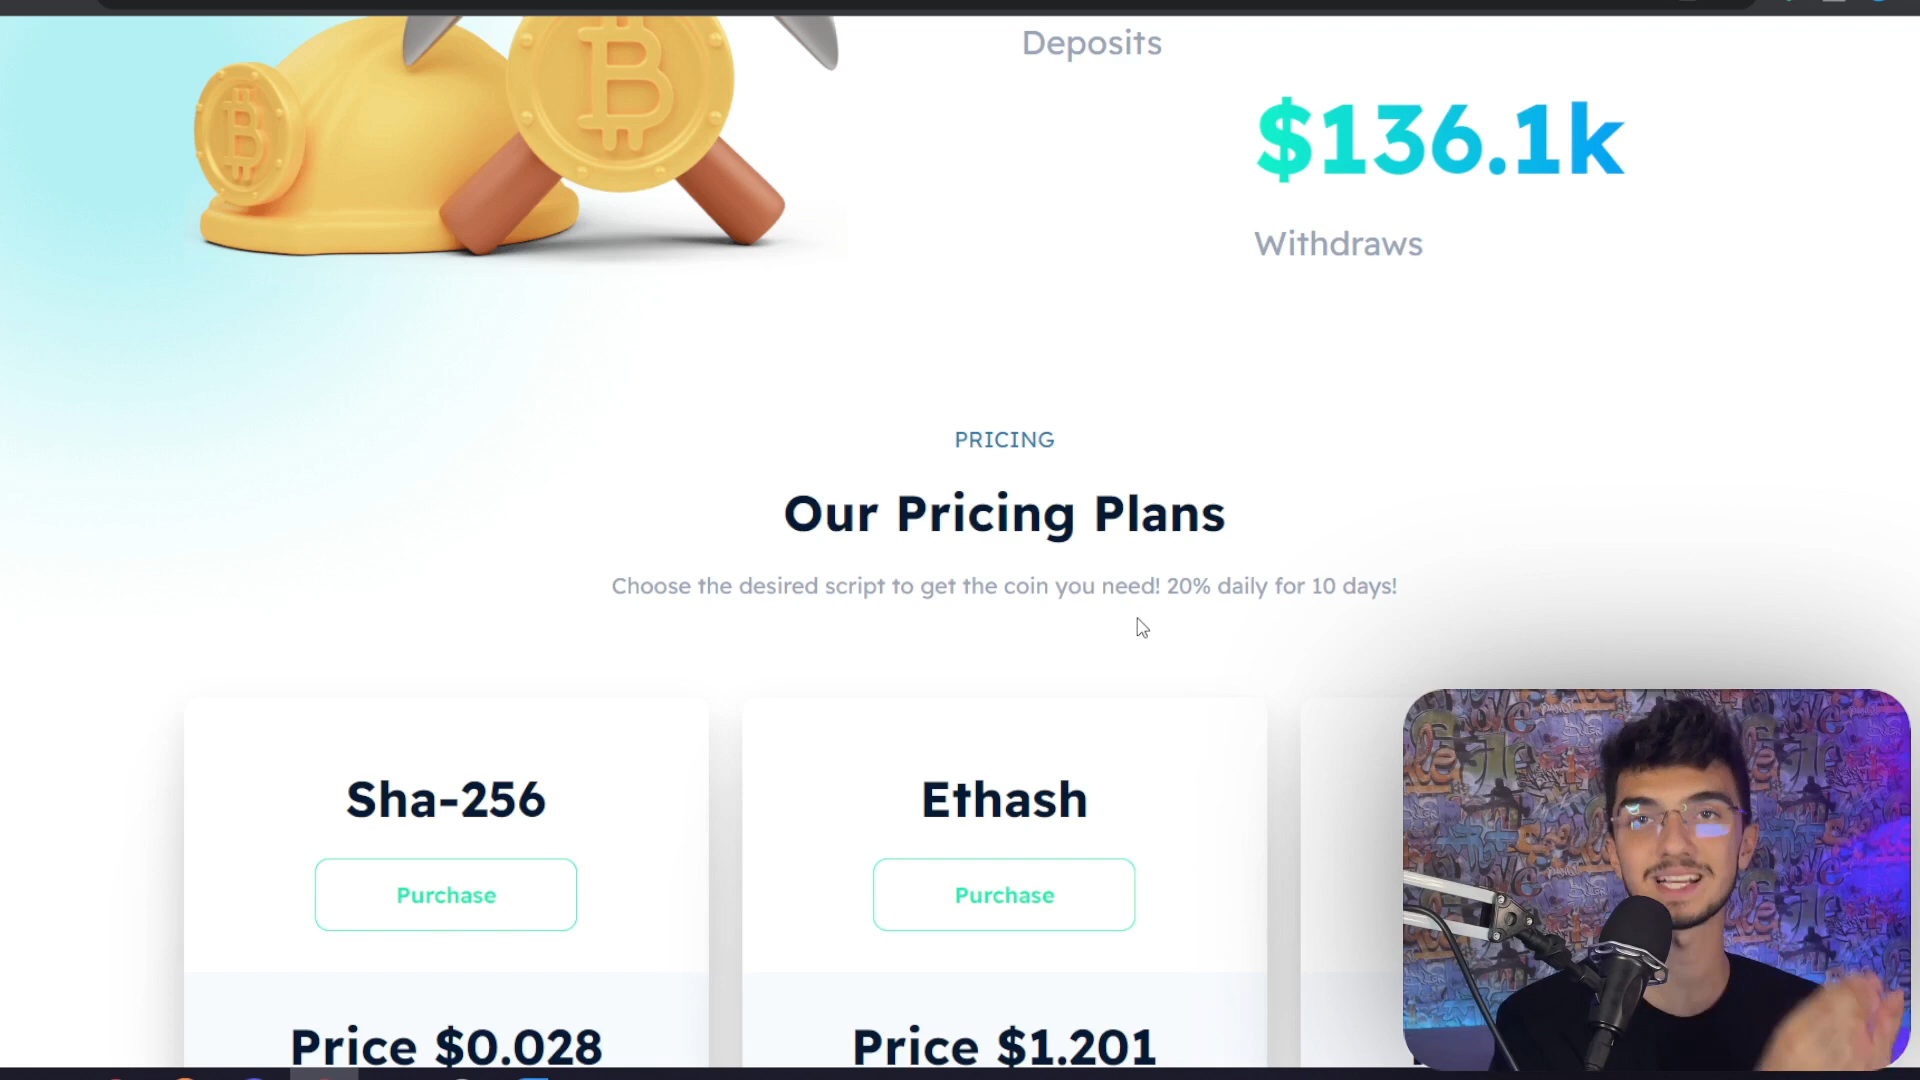 Deposits
$136.1k
Withdraws
PRICING
Our Pricing Plans
Choose the desired script to get the coin you need! 20% daily for 10 days!
Sha-256
Ethash
Purchase
Purchase
Price $0.028
Price $1.201